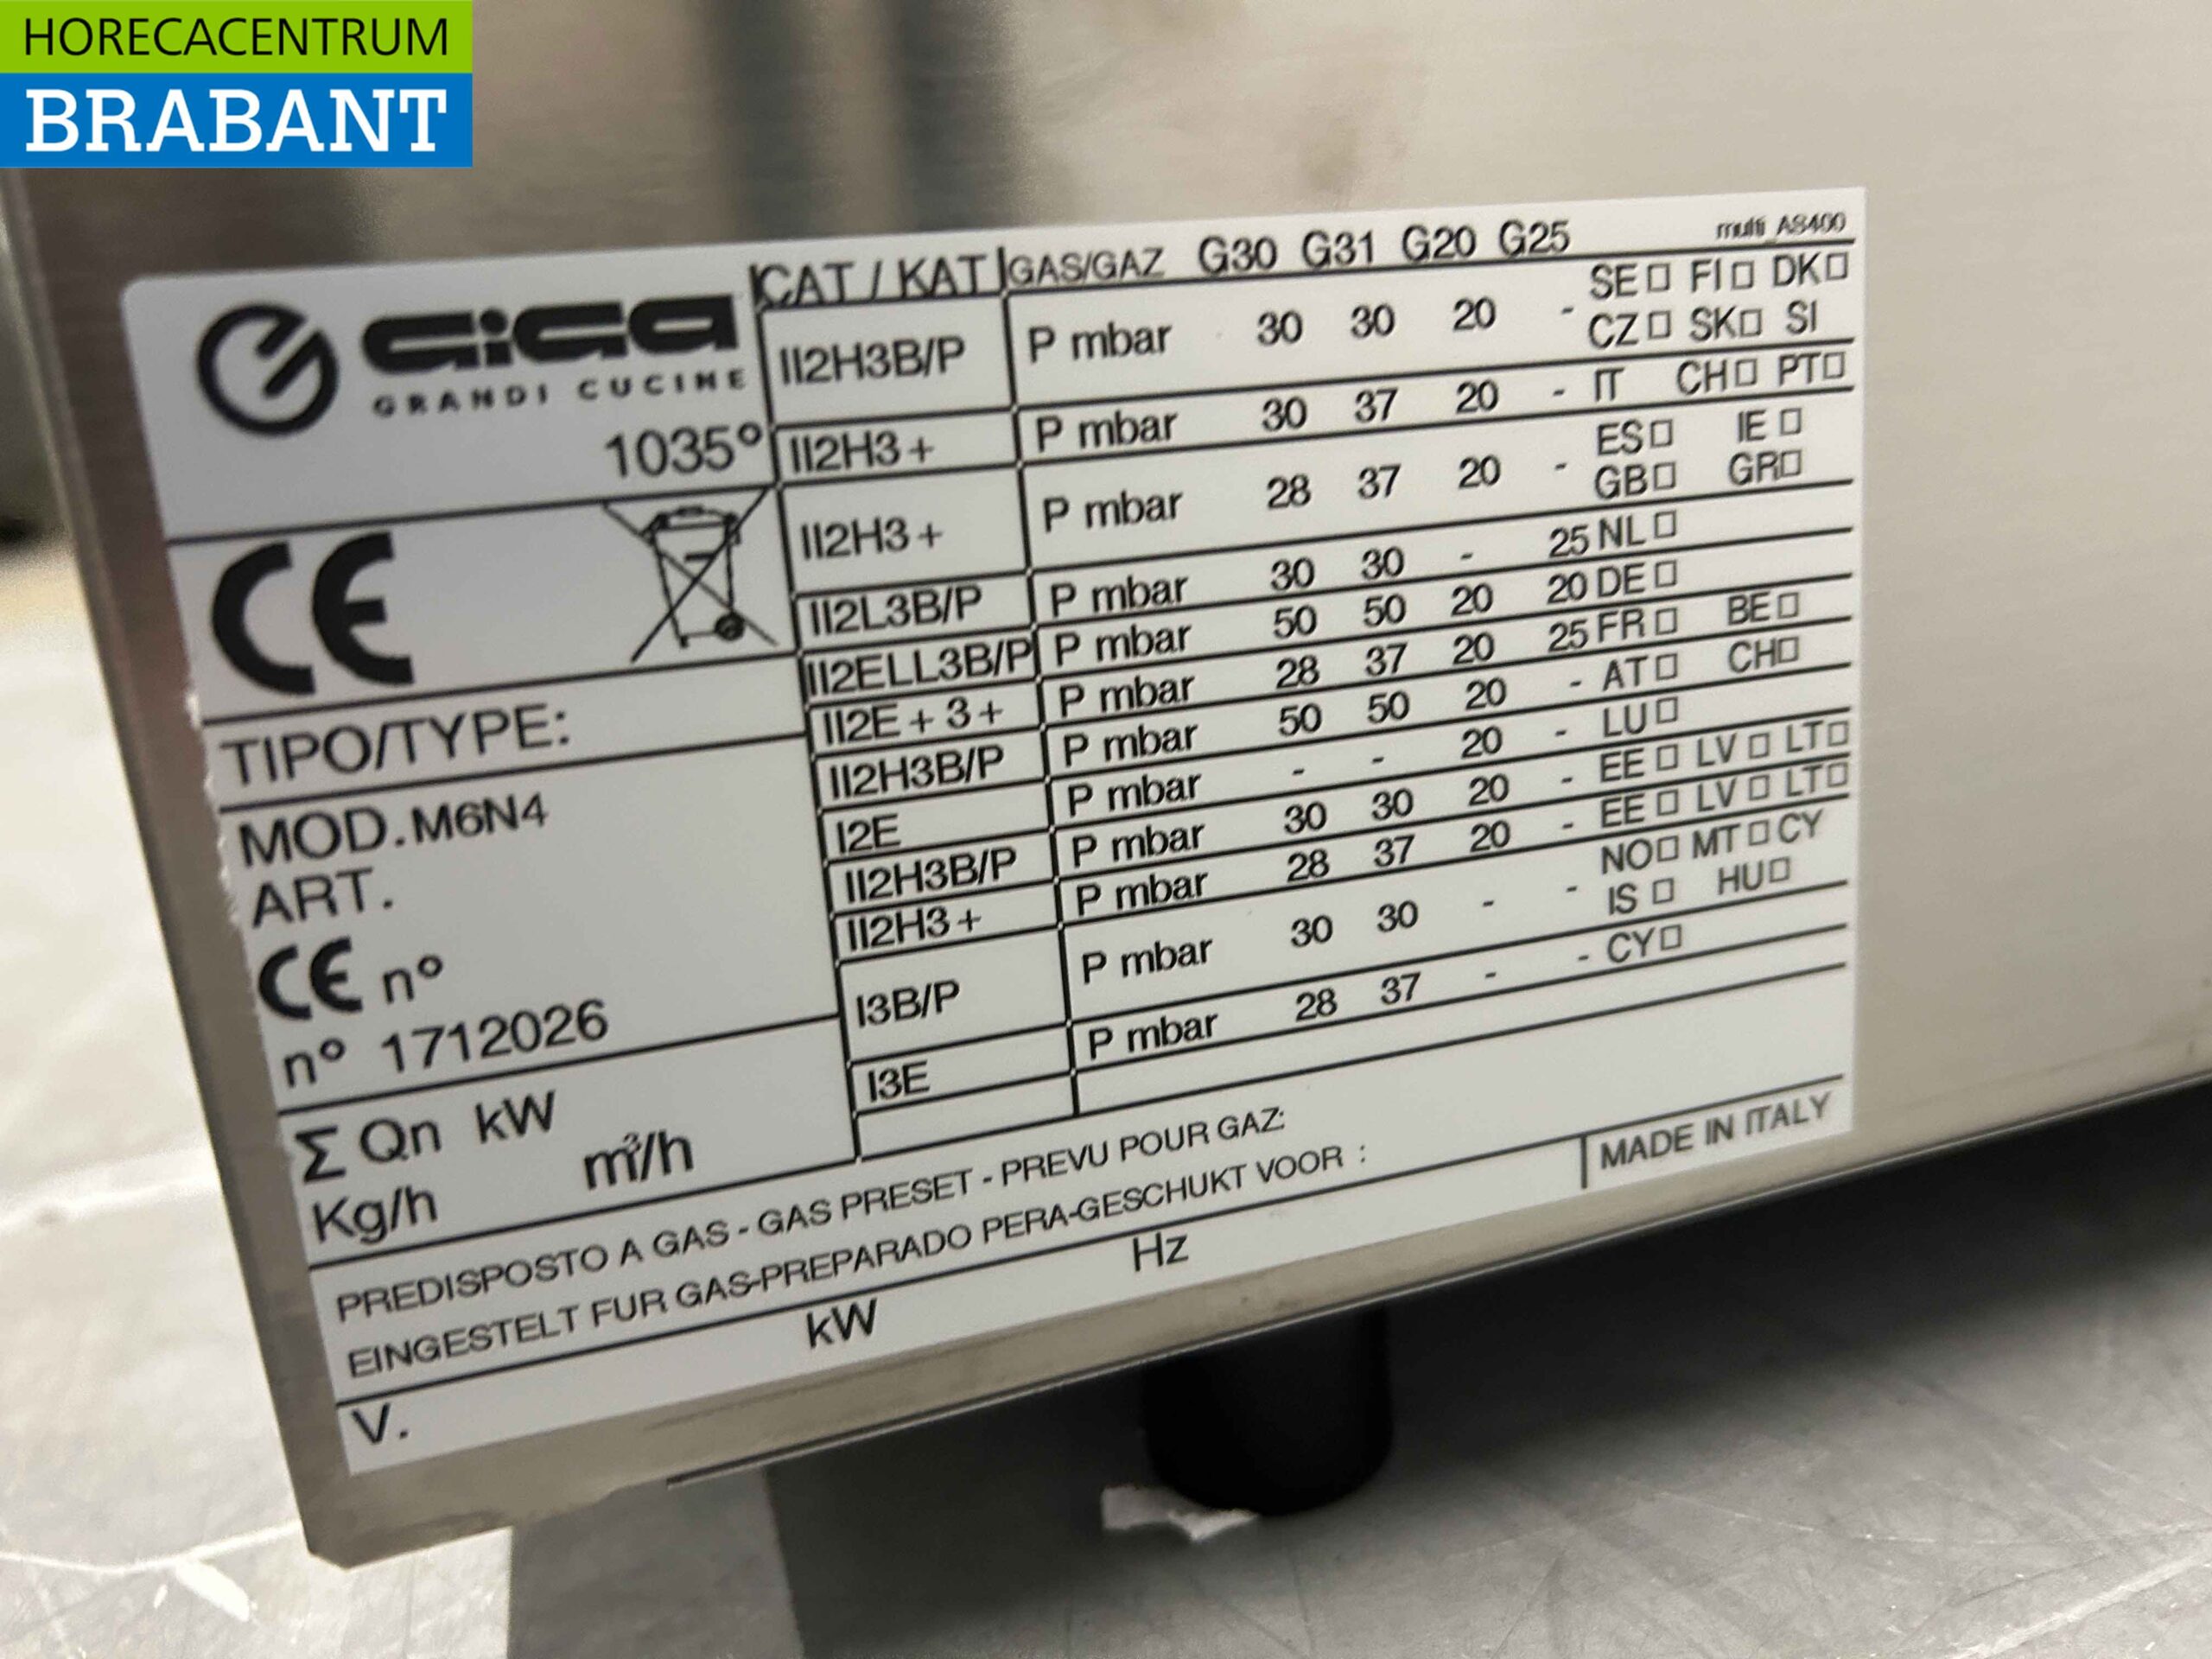 HORECACENTRUM
BRABANT
GIGA
GRANDI CUCINE
1035°
CE
TIPO/TYPE:
MOD.M6N4
ART.
CE n°
n° 1712026
Σ Qn kW
m³/h
Kg/h
CAT / KAT GAS/GAZ G30 G31 G20 G25 multi_AS400
II2H3B/P P mbar 30 30 20 - SE□ FI□ DK□
CZ□ SK□ SI
II2H3+ P mbar 30 37 20 - IT CH□ PT□
II2H3+ P mbar 28 37 20 - ES□ IE□
GB□ GR□
II2L3B/P P mbar 30 30 - 25 NL□
II2ELL3B/P P mbar 50 50 20 20 DE□
II2E+3+ P mbar 28 37 20 25 FR□ BE□
II2H3B/P P mbar 50 50 20 - AT□ CH□
I2E P mbar - - 20 - LU□
II2H3B/P P mbar 30 30 20 - EE□ LV□ LT□
II2H3+ P mbar 28 37 20 - EE□ LV□ LT□
I3B/P P mbar 30 30 - - NO□ MT□ CY
IS□ HU□
I3E P mbar 28 37 - - CY□
PREDISPOSTO A GAS - GAS PRESET - PREVU POUR GAZ:
EINGESTELT FUR GAS-PREPARADO PERA-GESCHUKT VOOR :
MADE IN ITALY
V. kW Hz